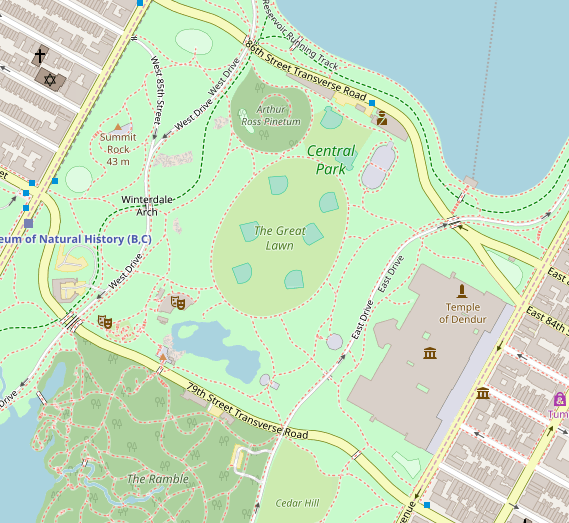 Reservoir Running Track
86th Street Transverse Road
West 85th Street
West Drive
West Drive
Arthur
Ross Pinetum
Summit
Rock
43 m
Central
Park
et
Winterdale
Arch
The Great
Lawn
eum of Natural History (B,C)
West Drive
East Drive
East Drive
Temple
of Dendur
East 8
East 84th S
79th Street Transverse Road
Drive
Tum
The Ramble
Cedar Hill
venue